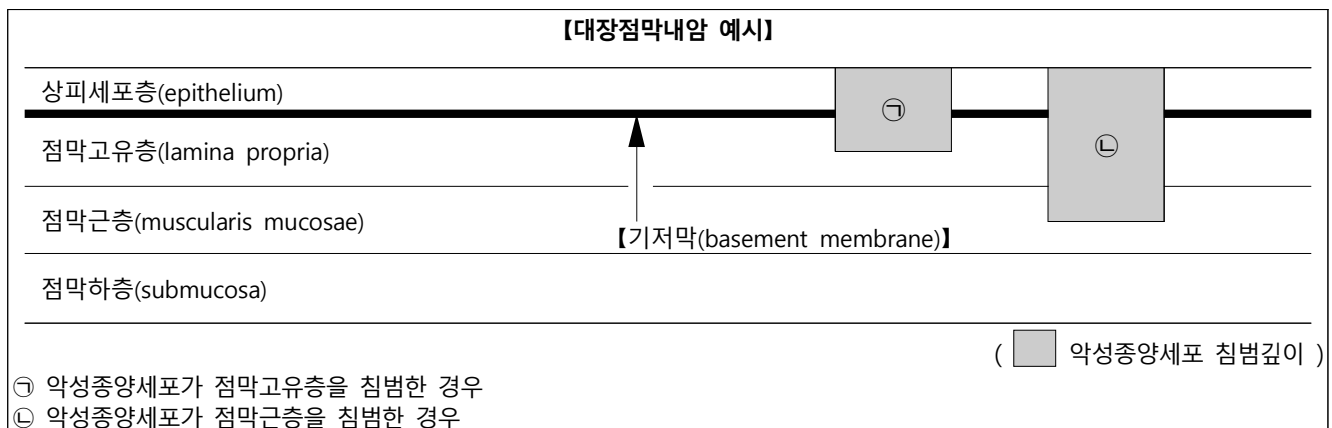 【대장점막내암 예시】
상피세포층(epithelium)
㉠
점막고유층(lamina propria)
㉡
점막근층(muscularis mucosae)
【기저막(basement membrane)】
점막하층(submucosa)
( 악성종양세포 침범깊이 )
㉠ 악성종양세포가 점막고유층을 침범한 경우
㉡ 악성종양세포가 점막근층을 침범한 경우